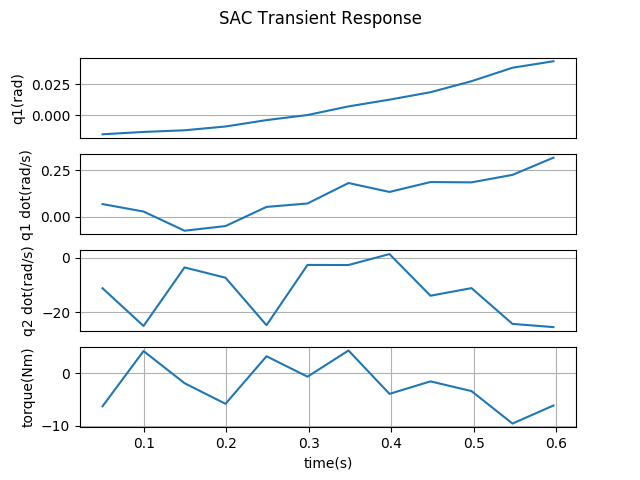 SAC Transient Response
q1(rad)
0.025
0.000
q1 dot(rad/s)
0.25
0.00
q2 dot(rad/s)
0
−20
torque(Nm)
0
−10
0.1 0.2 0.3 0.4 0.5 0.6
time(s)